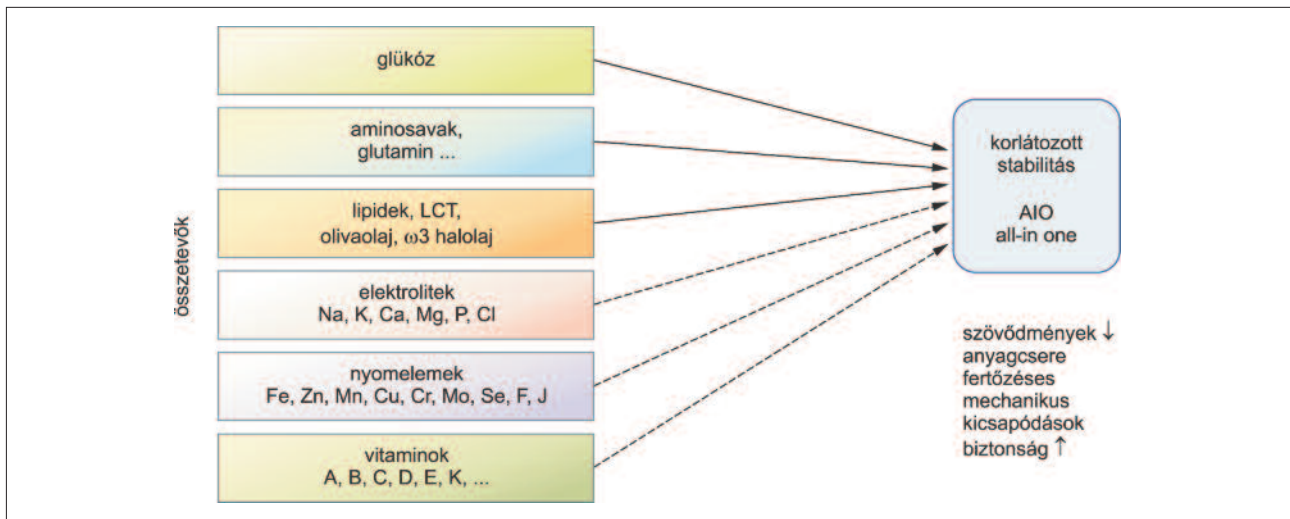 összetevők
glükóz
aminosavak,
glutamin ...
lipidek, LCT,
olivaolaj, ω3 halolaj
elektrolitek
Na, K, Ca, Mg, P, Cl
nyomelemek
Fe, Zn, Mn, Cu, Cr, Mo, Se, F, J
vitaminok
A, B, C, D, E, K, ...
korlátozott
stabilitás
AIO
all-in one
szövődmények ↓
anyagcsere
fertőzéses
mechanikus
kicsapódások
biztonság ↑